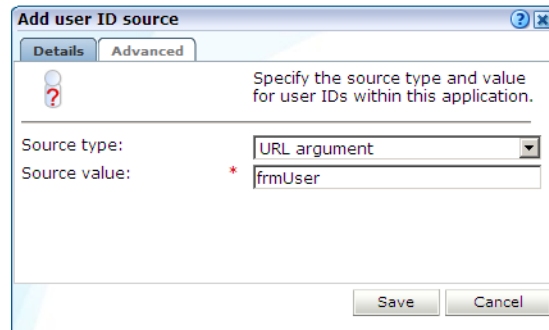 Add user ID source
Details Advanced
Specify the source type and value
for user IDs within this application.
Source type: URL argument
Source value: * frmUser
Save Cancel